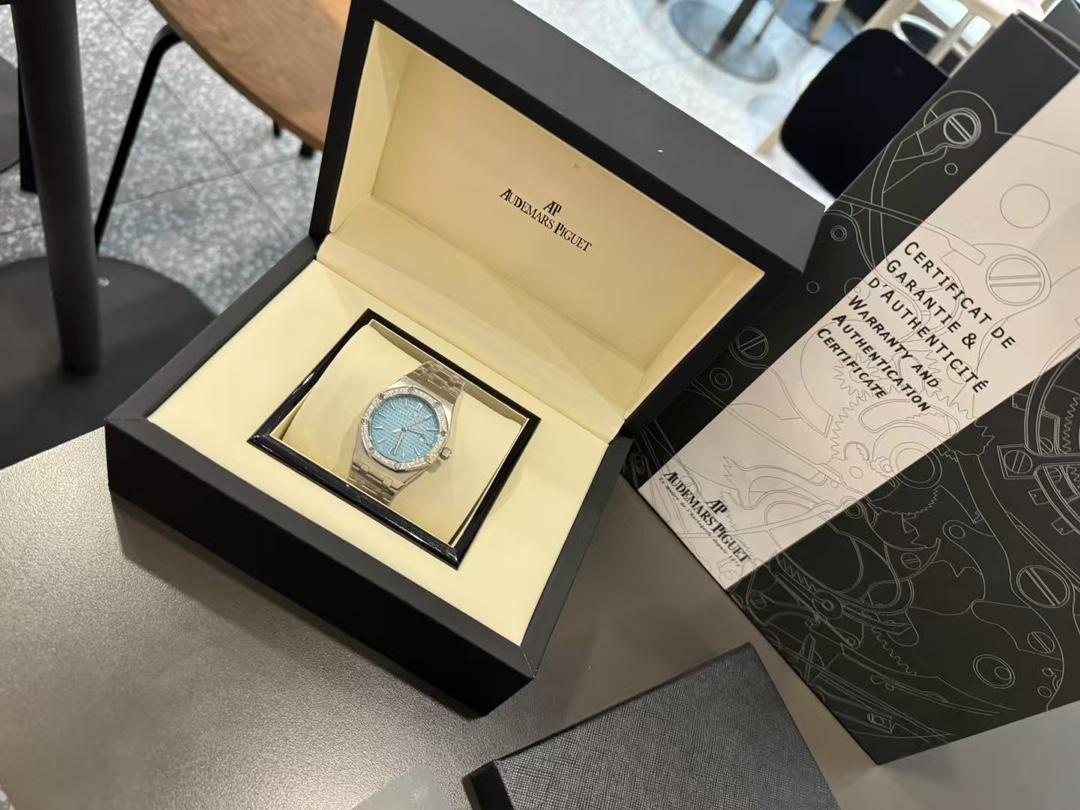 AP
AUDEMARS PIGUET
CERTIFICAT DE
GARANTIE &
D'AUTHENTICITÉ
WARRANTY AND
AUTHENTICATION
CERTIFICATE
AP
AUDEMARS PIGUET